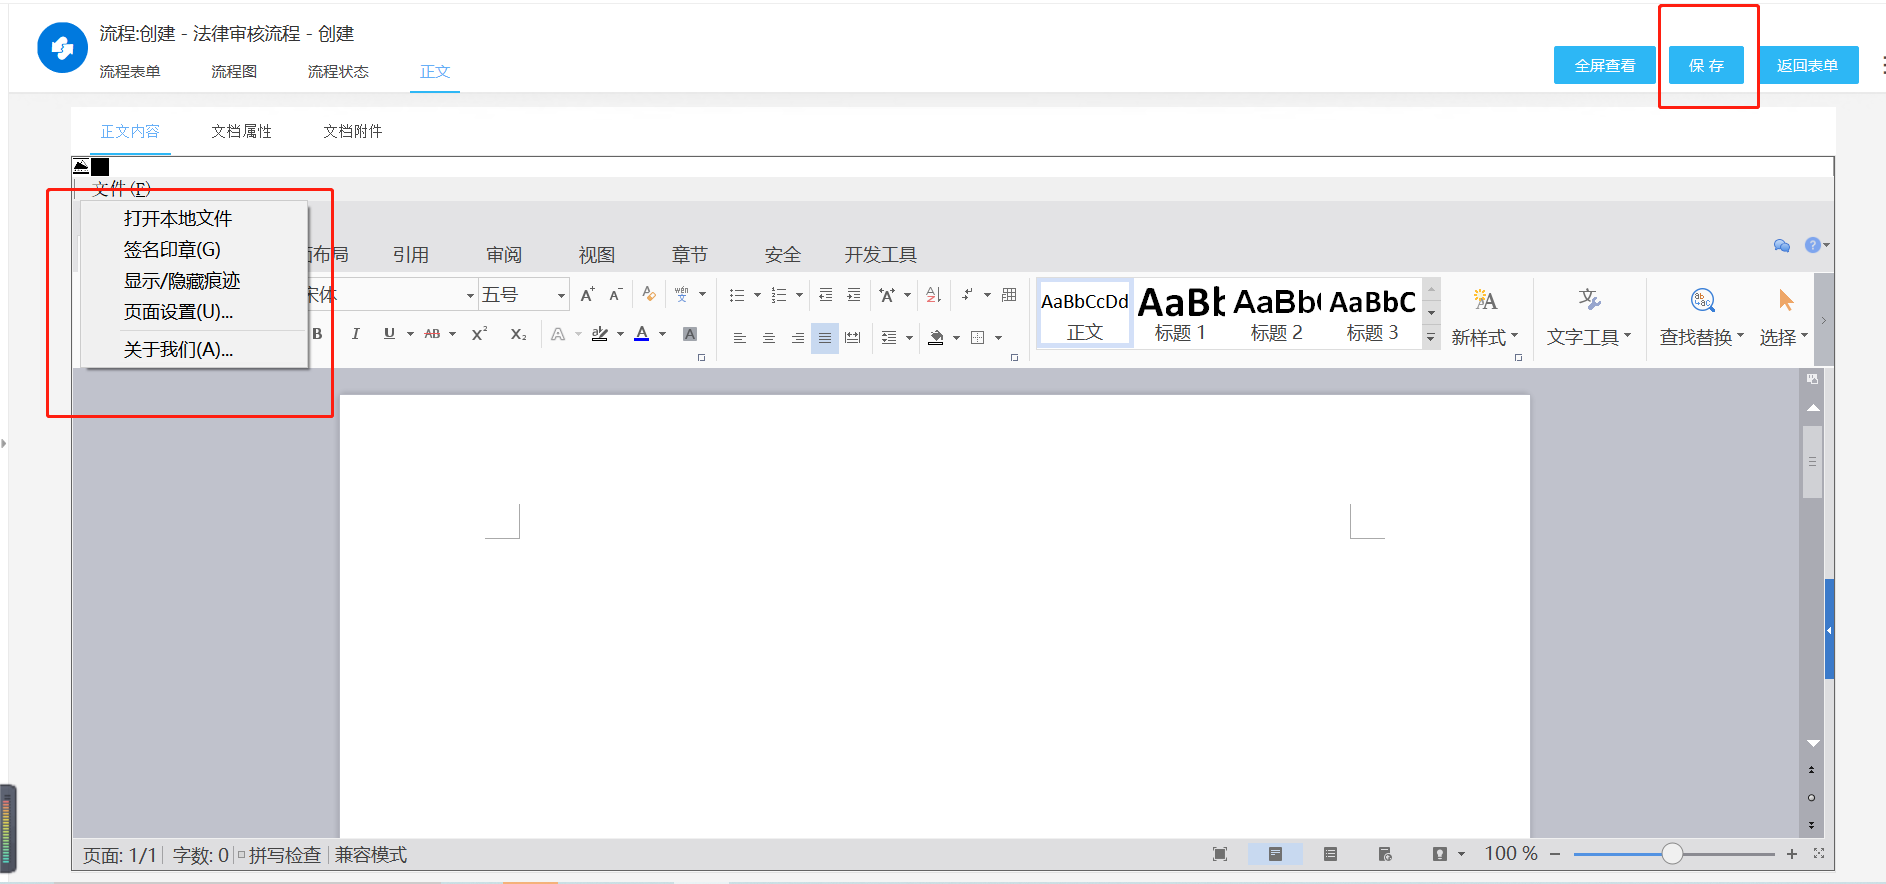 流程:创建 - 法律审核流程 - 创建
流程表单 流程图 流程状态 正文
全屏查看 保 存 返回表单
正文内容 文档属性 文档附件
文件(F)
打开本地文件
签名印章(G)
显示/隐藏痕迹
页面设置(U)...
关于我们(A)...
布局 引用 审阅 视图 章节 安全 开发工具
宋体 五号 A+ A- wén 文
B I U AB X² X₂ A A A
AaBbCcDd AaBb AaBb AaBbC
正文 标题 1 标题 2 标题 3
新样式 文字工具 查找替换 选择
页面: 1/1 字数: 0 拼写检查 兼容模式
100 %